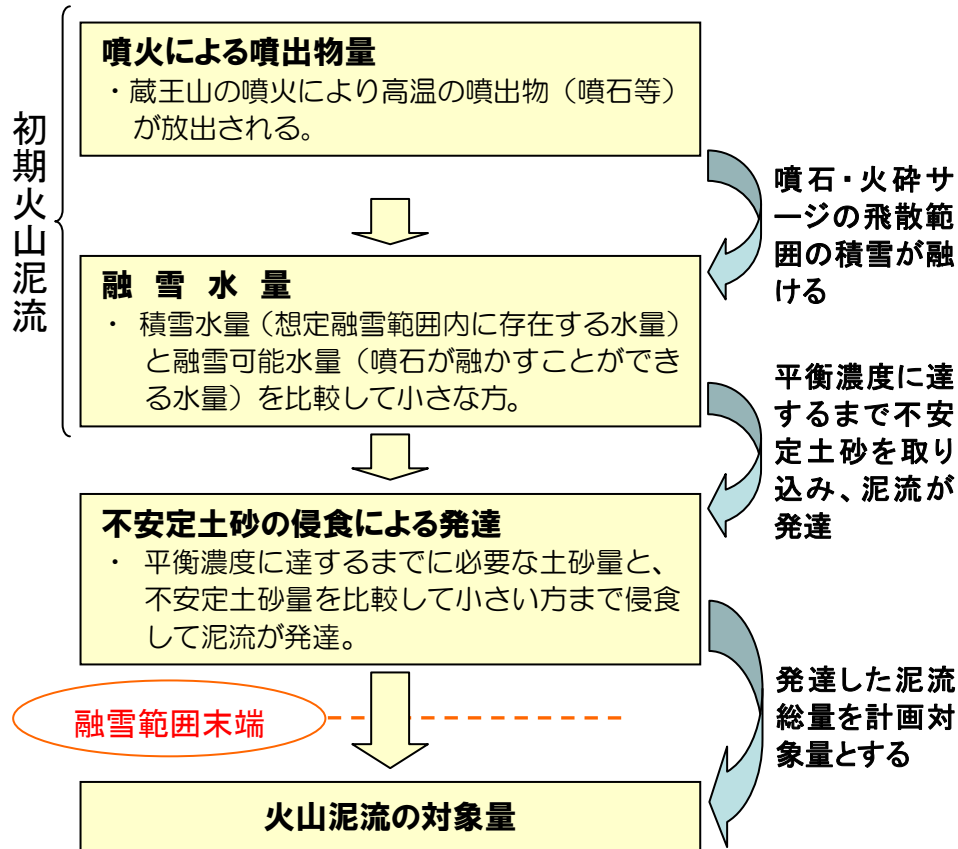 初期火山泥流
噴火による噴出物量
・蔵王山の噴火により高温の噴出物（噴石等）
が放出される。
噴石・火砕サ
ージの飛散範
囲の積雪が融
ける
融雪水量
・ 積雪水量（想定融雪範囲内に存在する水量）
と融雪可能水量（噴石が融かすことができ
る水量）を比較して小さな方。
平衡濃度に達
するまで不安
定土砂を取り
込み、泥流が
発達
不安定土砂の侵食による発達
・ 平衡濃度に達するまでに必要な土砂量と、
不安定土砂量を比較して小さい方まで侵食
して泥流が発達。
発達した泥流
総量を計画対
象量とする
融雪範囲末端
火山泥流の対象量